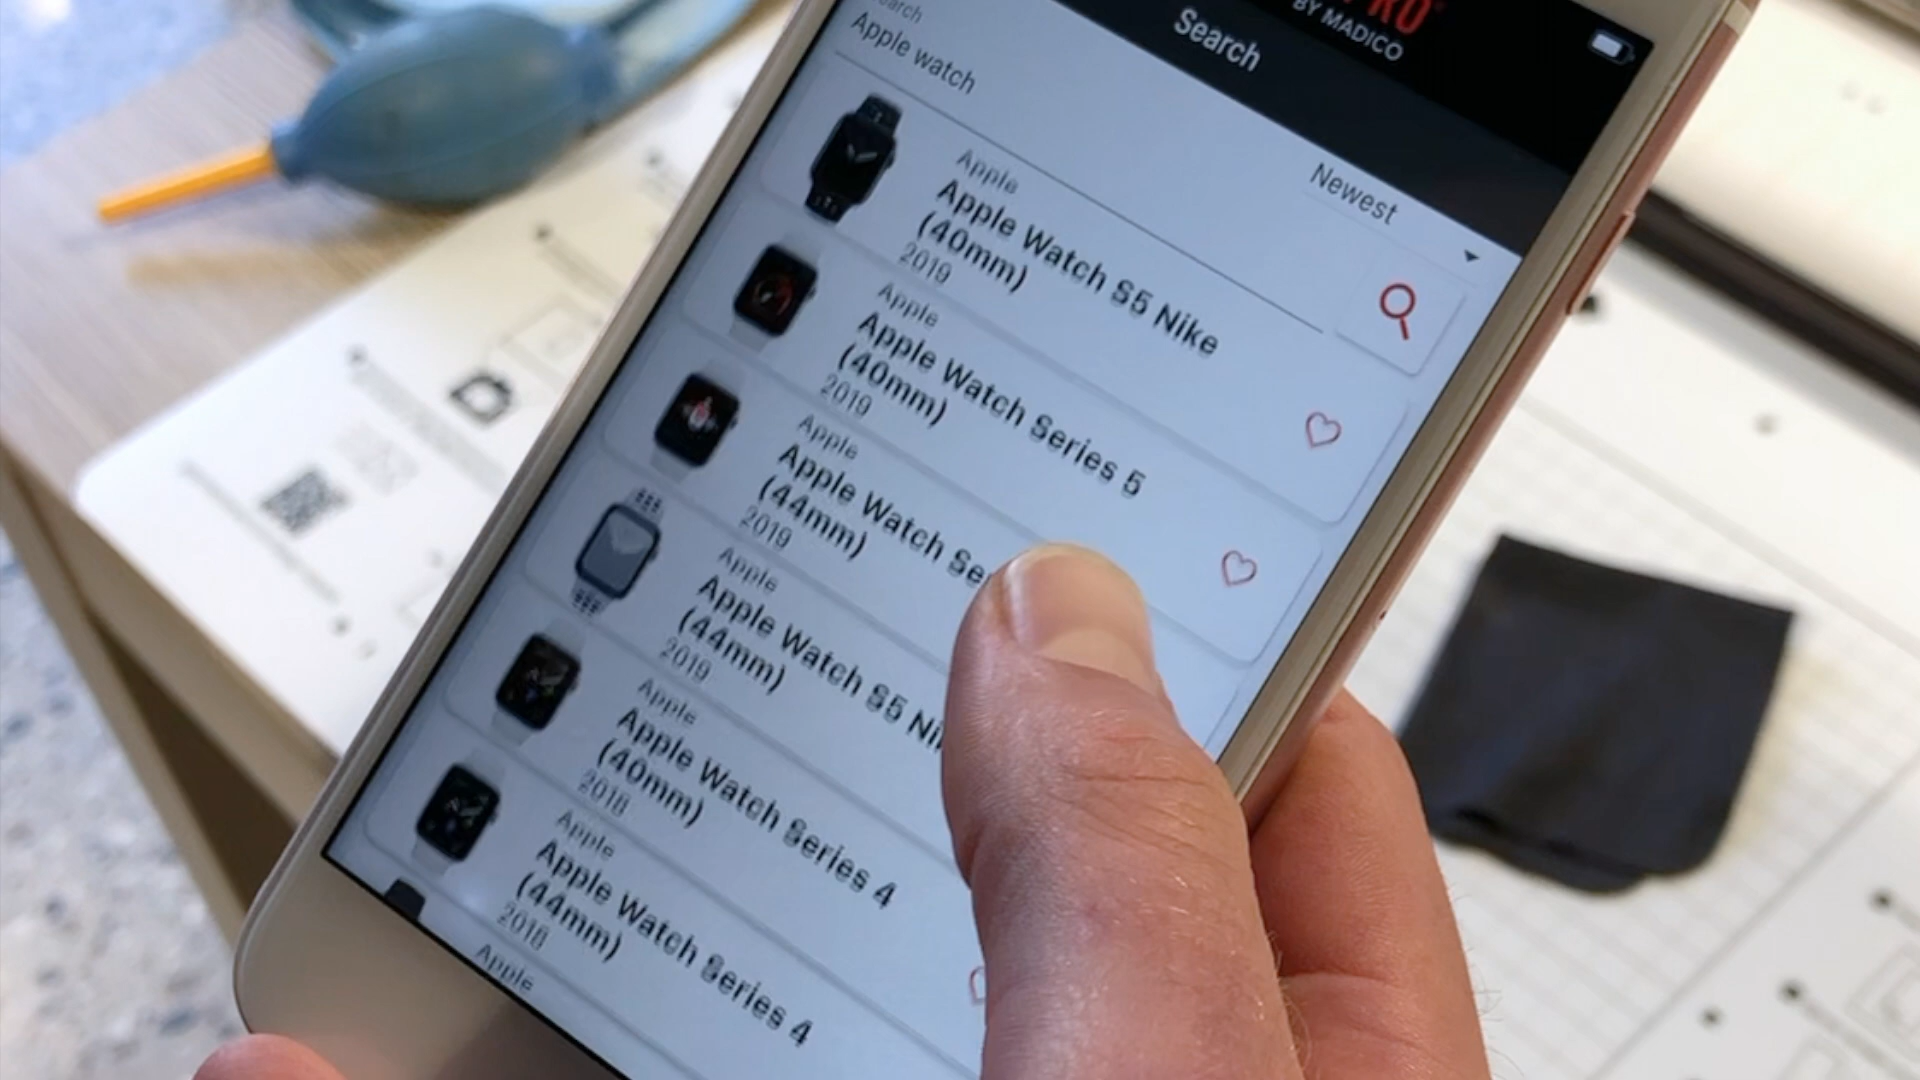 BY MADICO
Search
Apple watch
Newest
Apple
Apple Watch S5 Nike
(40mm)
2019
Apple
Apple Watch Series 5
(40mm)
2019
Apple
Apple Watch Se
(44mm)
2019
Apple
Apple Watch S5 Ni
(44mm)
2019
Apple
Apple Watch Series 4
(40mm)
2018
Apple
Apple Watch Series 4
(44mm)
2018
Apple